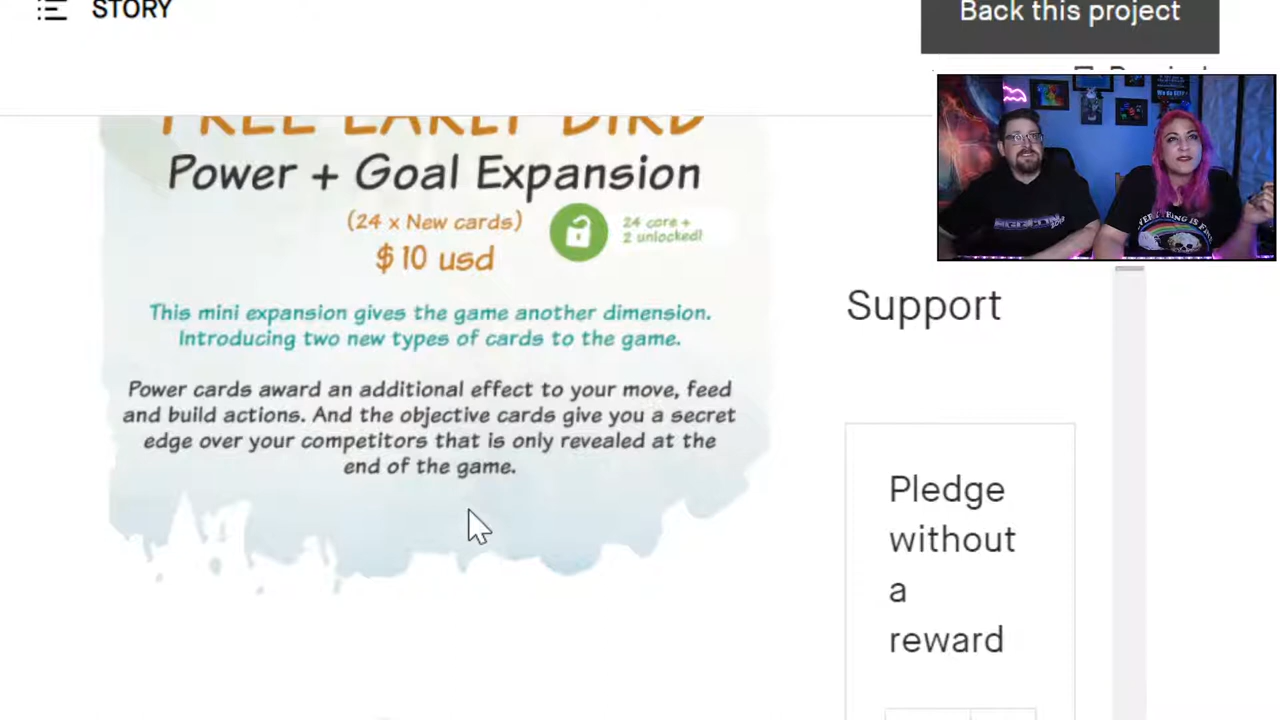 STORY
Back this project
FREE EARLY BIRD
Power + Goal Expansion
(24 x New cards)
24 core +
2 unlocked!
$10 usd
This mini expansion gives the game another dimension.
Introducing two new types of cards to the game.
Power cards award an additional effect to your move, feed
and build actions. And the objective cards give you a secret
edge over your competitors that is only revealed at the
end of the game.
Support
Pledge
without
a
reward